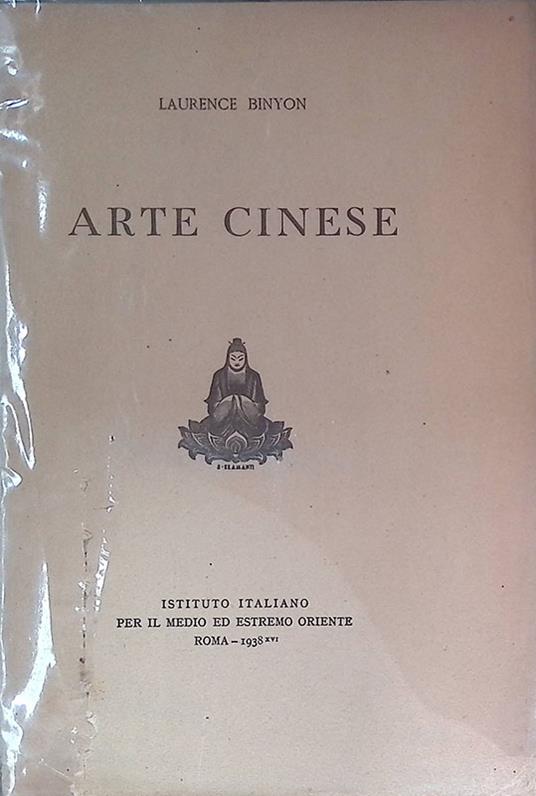 LAURENCE BINYON
ARTE CINESE
ISTITUTO ITALIANO
PER IL MEDIO ED ESTREMO ORIENTE
ROMA – 1938 XVI